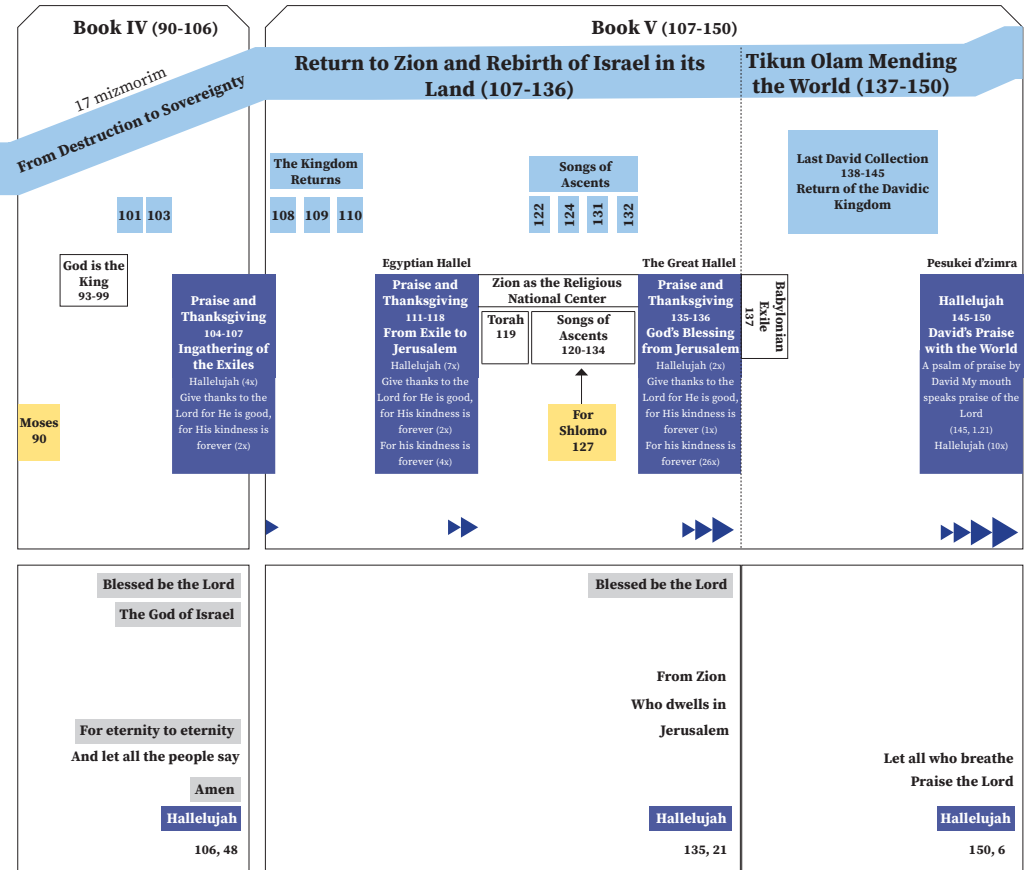 Book IV (90-106)
Book V (107-150)
17 mizmorim
From Destruction to Sovereignty
Return to Zion and Rebirth of Israel in its
Land (107-136)
Tikun Olam Mending
the World (137-150)
101
103
The Kingdom
Returns
108
109
110
Songs of
Ascents
122
124
131
132
Last David Collection
138-145
Return of the Davidic
Kingdom
God is the
King
93-99
Moses
90
Praise and
Thanksgiving
104-107
Ingathering of
the Exiles
Hallelujah (4x)
Give thanks to the
Lord for He is good,
for His kindness is
forever (2x)
Egyptian Hallel
Praise and
Thanksgiving
111-118
From Exile to
Jerusalem
Hallelujah (7x)
Give thanks to the
Lord for He is good,
for His kindness is
forever (2x)
For his kindness is
forever (4x)
Zion as the Religious
National Center
Torah
119
Songs of
Ascents
120-134
For
Shlomo
127
The Great Hallel
Praise and
Thanksgiving
135-136
God's Blessing
from Jerusalem
Hallelujah (2x)
Give thanks to the
Lord for He is good,
for His kindness is
forever (1x)
For his kindness is
forever (26x)
Babylonian
Exile
137
Pesukei d'zimra
Hallelujah
145-150
David's Praise
with the World
A psalm of praise by
David My mouth
speaks praise of the
Lord
(145, 1.21)
Hallelujah (10x)
Blessed be the Lord
The God of Israel
For eternity to eternity
And let all the people say
Amen
Hallelujah
106, 48
Blessed be the Lord
From Zion
Who dwells in
Jerusalem
Hallelujah
135, 21
Let all who breathe
Praise the Lord
Hallelujah
150, 6